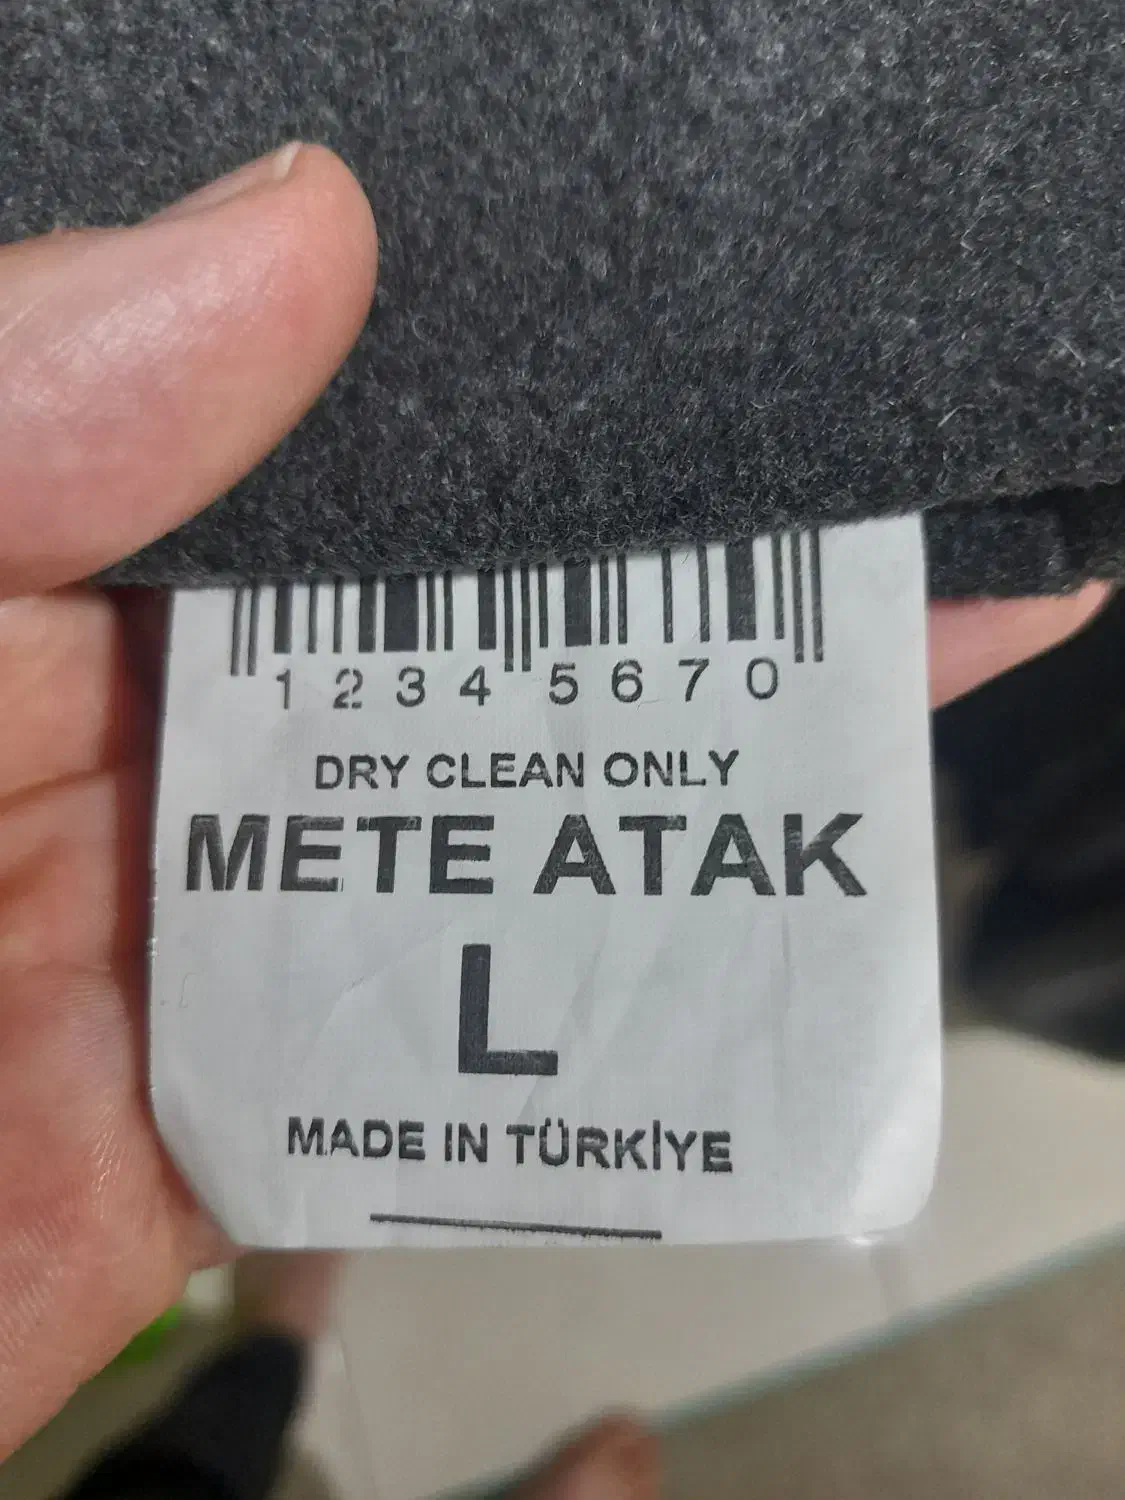 1234 5670
DRY CLEAN ONLY
METE ATAK
L
MADE IN TÜRKİYE